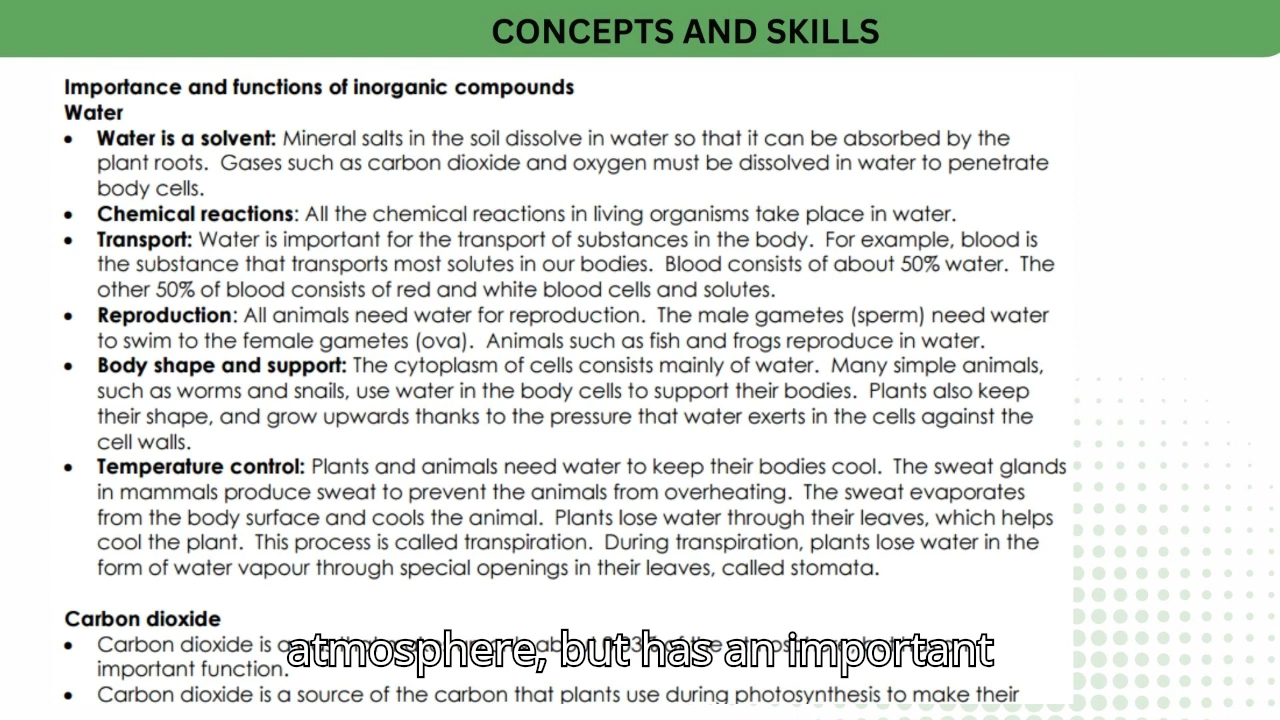 CONCEPTS AND SKILLS
Importance and functions of inorganic compounds
Water
• Water is a solvent: Mineral salts in the soil dissolve in water so that it can be absorbed by the
plant roots. Gases such as carbon dioxide and oxygen must be dissolved in water to penetrate
body cells.
• Chemical reactions: All the chemical reactions in living organisms take place in water.
• Transport: Water is important for the transport of substances in the body. For example, blood is
the substance that transports most solutes in our bodies. Blood consists of about 50% water. The
other 50% of blood consists of red and white blood cells and solutes.
• Reproduction: All animals need water for reproduction. The male gametes (sperm) need water
to swim to the female gametes (ova). Animals such as fish and frogs reproduce in water.
• Body shape and support: The cytoplasm of cells consists mainly of water. Many simple animals,
such as worms and snails, use water in the body cells to support their bodies. Plants also keep
their shape, and grow upwards thanks to the pressure that water exerts in the cells against the
cell walls.
• Temperature control: Plants and animals need water to keep their bodies cool. The sweat glands
in mammals produce sweat to prevent the animals from overheating. The sweat evaporates
from the body surface and cools the animal. Plants lose water through their leaves, which helps
cool the plant. This process is called transpiration. During transpiration, plants lose water in the
form of water vapour through special openings in their leaves, called stomata.
Carbon dioxide
• Carbon dioxide is a
atmosphere, but has an important
important function.
• Carbon dioxide is a source of the carbon that plants use during photosynthesis to make their